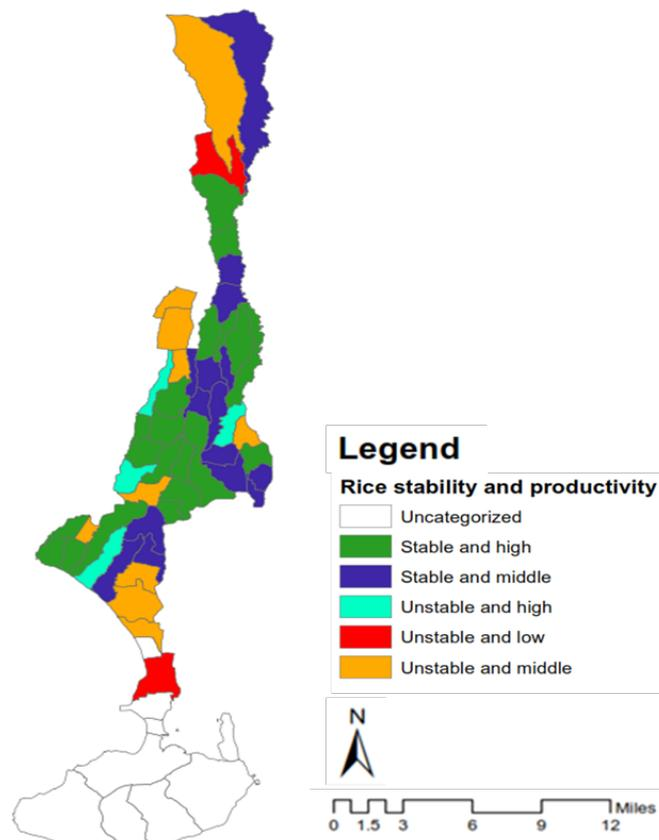 Legend
Rice stability and productivity
Uncategorized
Stable and high
Stable and middle
Unstable and high
Unstable and low
Unstable and middle
N
Miles
0 1.5 3 6 9 12